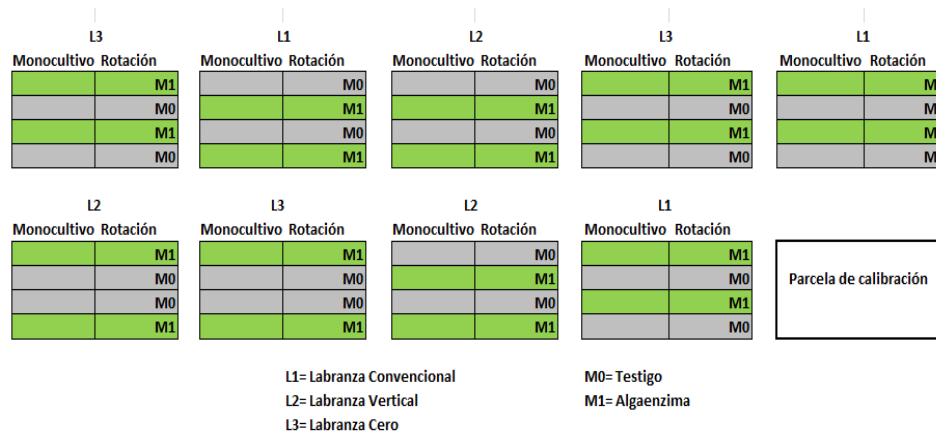 L3 L1 L2 L3 L1
Monocultivo Rotación Monocultivo Rotación Monocultivo Rotación Monocultivo Rotación Monocultivo Rotación
M1 M0 M0 M1 M
M0 M1 M1 M0 M
M1 M0 M0 M1 M
M0 M1 M1 M0 M
L2 L3 L2 L1
Monocultivo Rotación Monocultivo Rotación Monocultivo Rotación Monocultivo Rotación
M1 M1 M0 M1
M0 M0 M1 M0 Parcela de calibración
M0 M0 M0 M1
M1 M1 M1 M0
L1= Labranza Convencional M0= Testigo
L2= Labranza Vertical M1= Algaenzima
L3= Labranza Cero